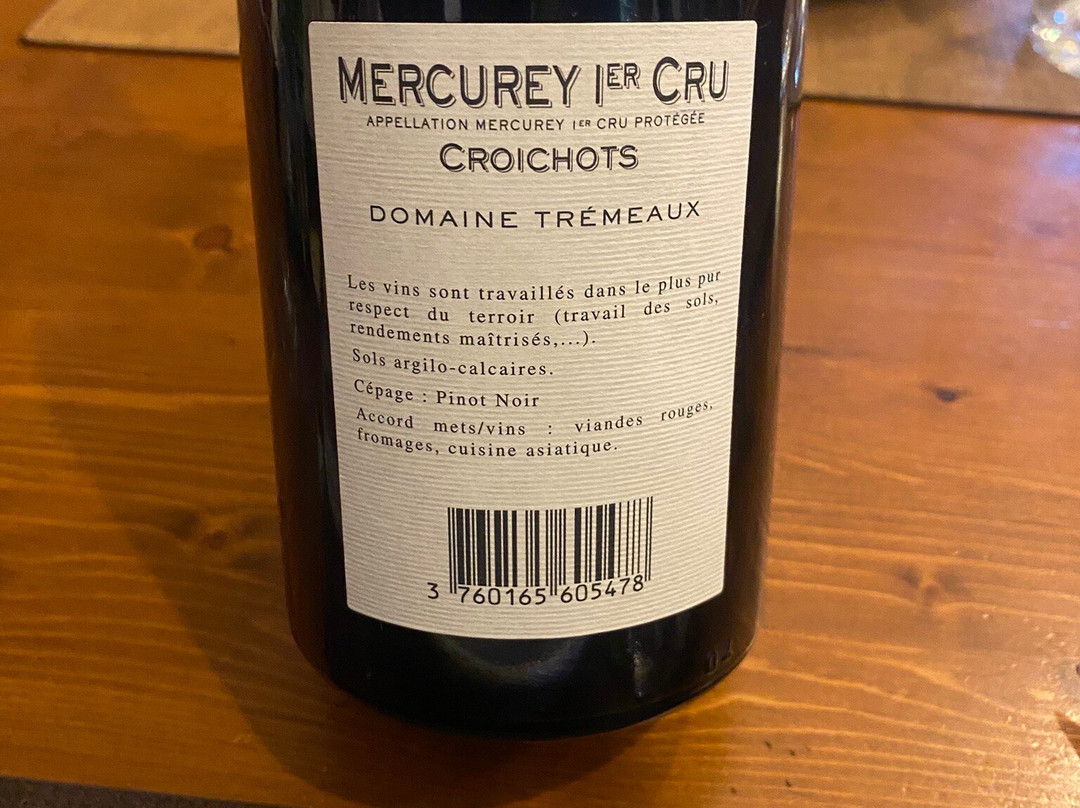 MERCUREY 1ER CRU
APPELLATION MERCUREY 1ER CRU PROTÉGÉE
CROICHOTS
DOMAINE TRÉMEAUX
Les vins sont travaillés dans le plus pur
respect du terroir (travail des sols,
rendements maîtrisés,...).
Sols argilo-calcaires.
Cépage : Pinot Noir
Accord mets/vins : viandes rouges,
fromages, cuisine asiatique.
3 760165 605478